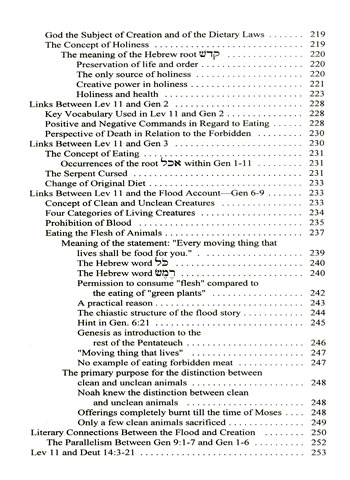 God the Subject of Creation and of the Dietary Laws ....... 219
The Concept of Holiness ............................ 219
The meaning of the Hebrew root קדש .............. 220
Preservation of life and order ................... 220
The only source of holiness .................... 220
Creative power in holiness ..................... 221
Holiness and health .......................... 223
Links Between Lev 11 and Gen 2 ........................ 228
Key Vocabulary Used in Lev 11 and Gen 2 .............. 228
Positive and Negative Commands in Regard to Eating ...... 228
Perspective of Death in Relation to the Forbidden ......... 230
Links Between Lev 11 and Gen 3 ........................ 230
The Concept of Eating .............................. 231
Occurrences of the root אכל within Gen 1-11 ......... 231
The Serpent Cursed ................................ 231
Change of Original Diet ............................. 233
Links Between Lev 11 and the Flood Account—Gen 6-9 ....... 233
Concept of Clean and Unclean Creatures ............... 233
Four Categories of Living Creatures ................... 234
Prohibition of Blood ................................ 235
Eating the Flesh of Animals .......................... 237
Meaning of the statement: "Every moving thing that
lives shall be food for you." ..................... 239
The Hebrew word כל ......................... 240
The Hebrew word רמש ....................... 240
Permission to consume "flesh" compared to
the eating of "green plants" .................. 242
A practical reason ............................ 243
The chiastic structure of the flood story ........... 244
Hint in Gen. 6:21 ............................ 245
Genesis as introduction to the
rest of the Pentateuch ...................... 246
"Moving thing that lives" ...................... 247
No example of eating forbidden meat ............ 247
The primary purpose for the distinction between
clean and unclean animals ..................... 248
Noah knew the distinction between clean
and unclean animals ....................... 248
Offerings completely burnt till the time of Moses .... 248
Only a few clean animals sacrificed .............. 249
Literary Connections Between the Flood and Creation ....... 250
The Parallelism Between Gen 9:1-7 and Gen 1-6 .......... 252
Lev 11 and Deut 14:3-21 .............................. 253